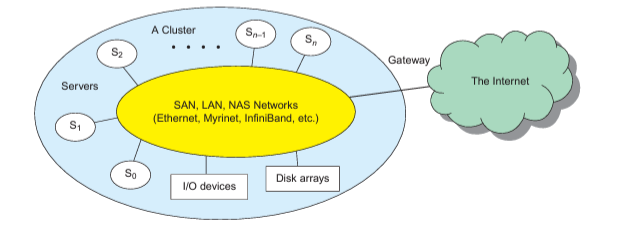 A Cluster
S2
Sn–1
Sn
Gateway
Servers
The Internet
SAN, LAN, NAS Networks
(Ethernet, Myrinet, InfiniBand, etc.)
S1
S0
I/O devices
Disk arrays